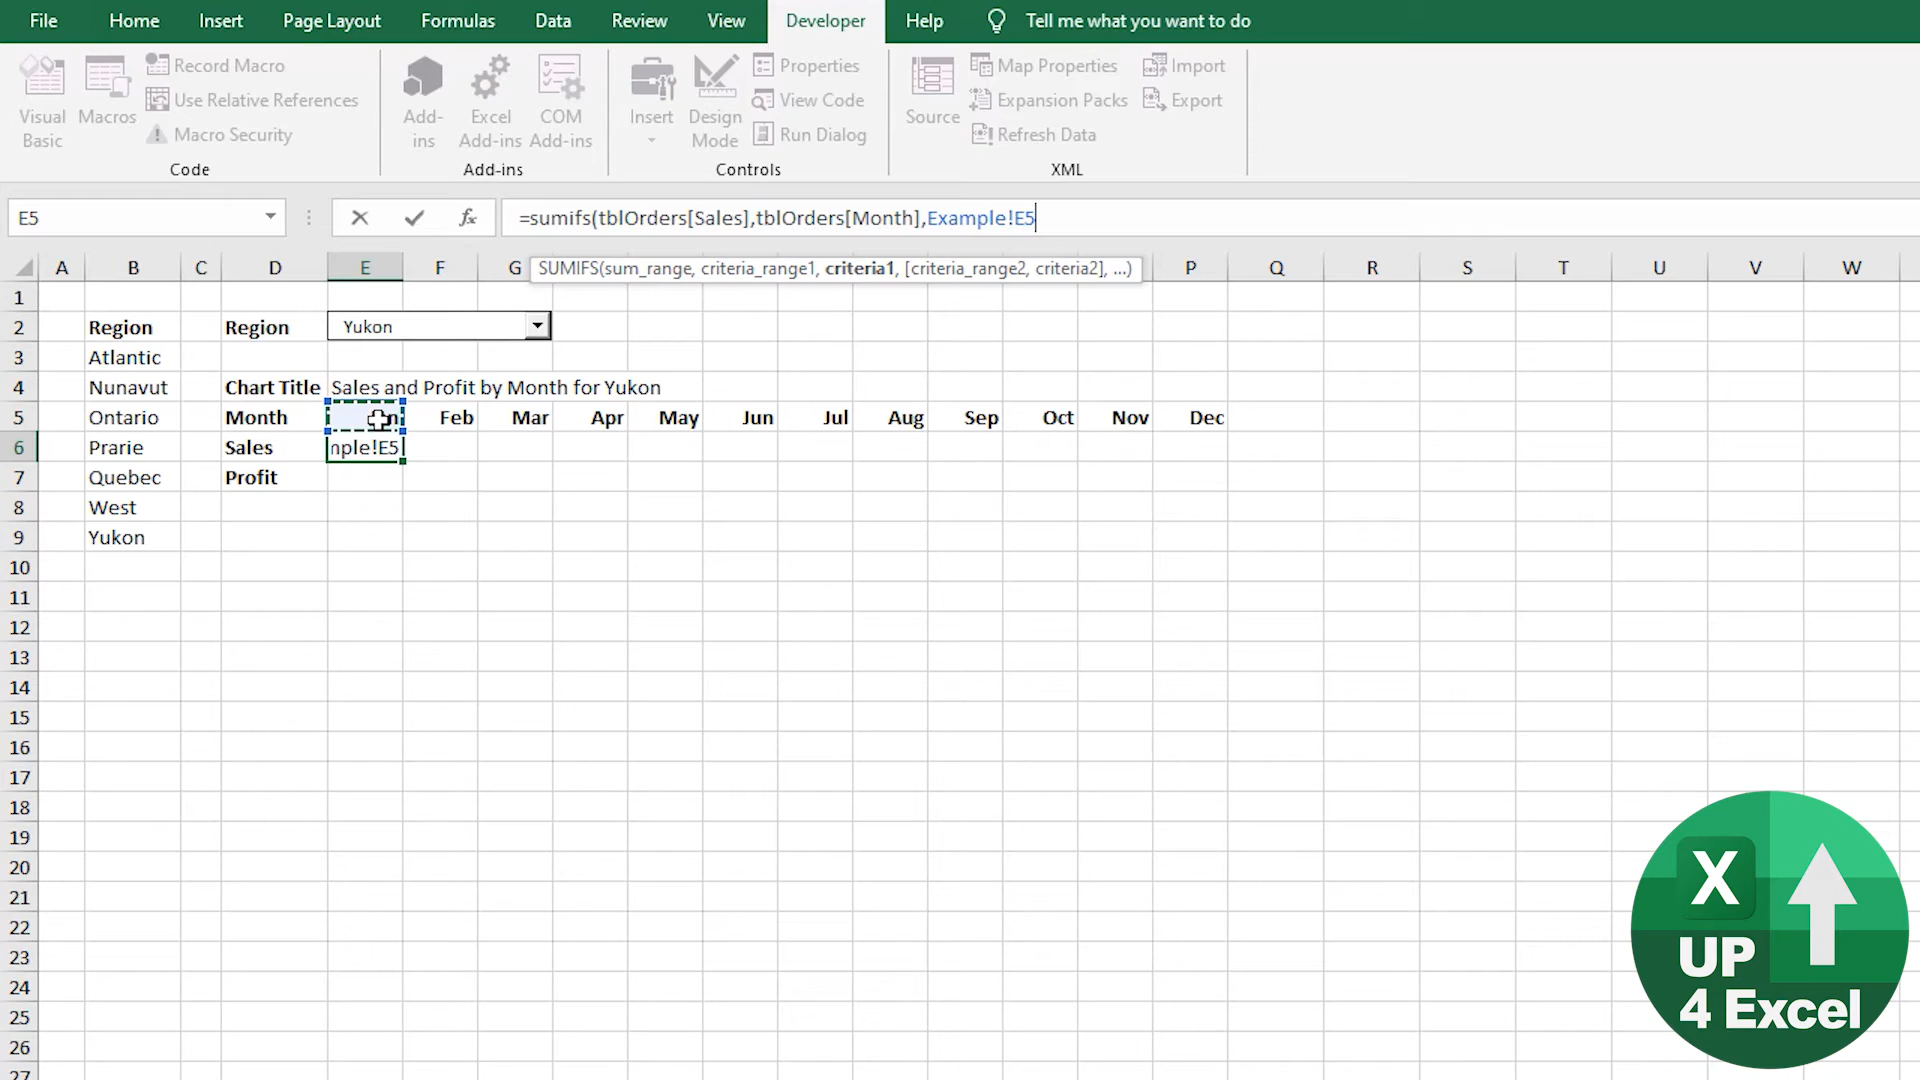 File Home Insert Page Layout Formulas Data Review View Developer Help Tell me what you want to do
Visual Basic
Macros
Record Macro
Use Relative References
Macro Security
Code
Add-ins
Excel Add-ins
COM Add-ins
Add-ins
Insert
Design Mode
Properties
View Code
Run Dialog
Controls
Source
Map Properties
Expansion Packs
Refresh Data
Import
Export
XML
E5 fx =sumifs(tblOrders[Sales],tblOrders[Month],Example!E5
SUMIFS(sum_range, criteria_range1, criteria1, [criteria_range2, criteria2], ...)
A B C D E F G P Q R S T U V W
1
2 Region Region Yukon
3 Atlantic
4 Nunavut Chart Title Sales and Profit by Month for Yukon
5 Ontario Month Feb Mar Apr May Jun Jul Aug Sep Oct Nov Dec
6 Prarie Sales nple!E5
7 Quebec Profit
8 West
9 Yukon
10
11
12
13
14
15
16
17
18
19
20
21
22
23
24
25
26
27
X
UP
4 Excel